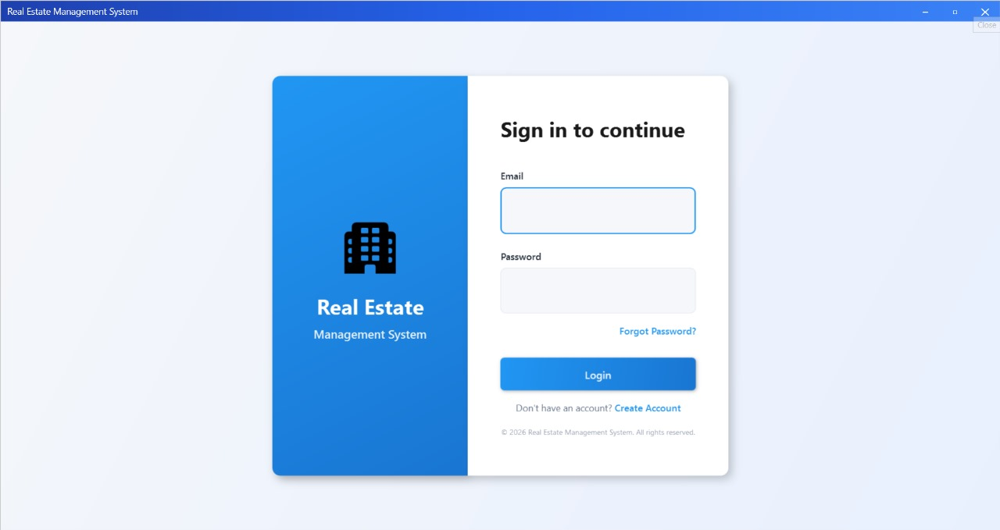 Real Estate Management System
Close
Real Estate
Management System
Sign in to continue
Email
Password
Forgot Password?
Login
Don't have an account? Create Account
© 2026 Real Estate Management System. All rights reserved.